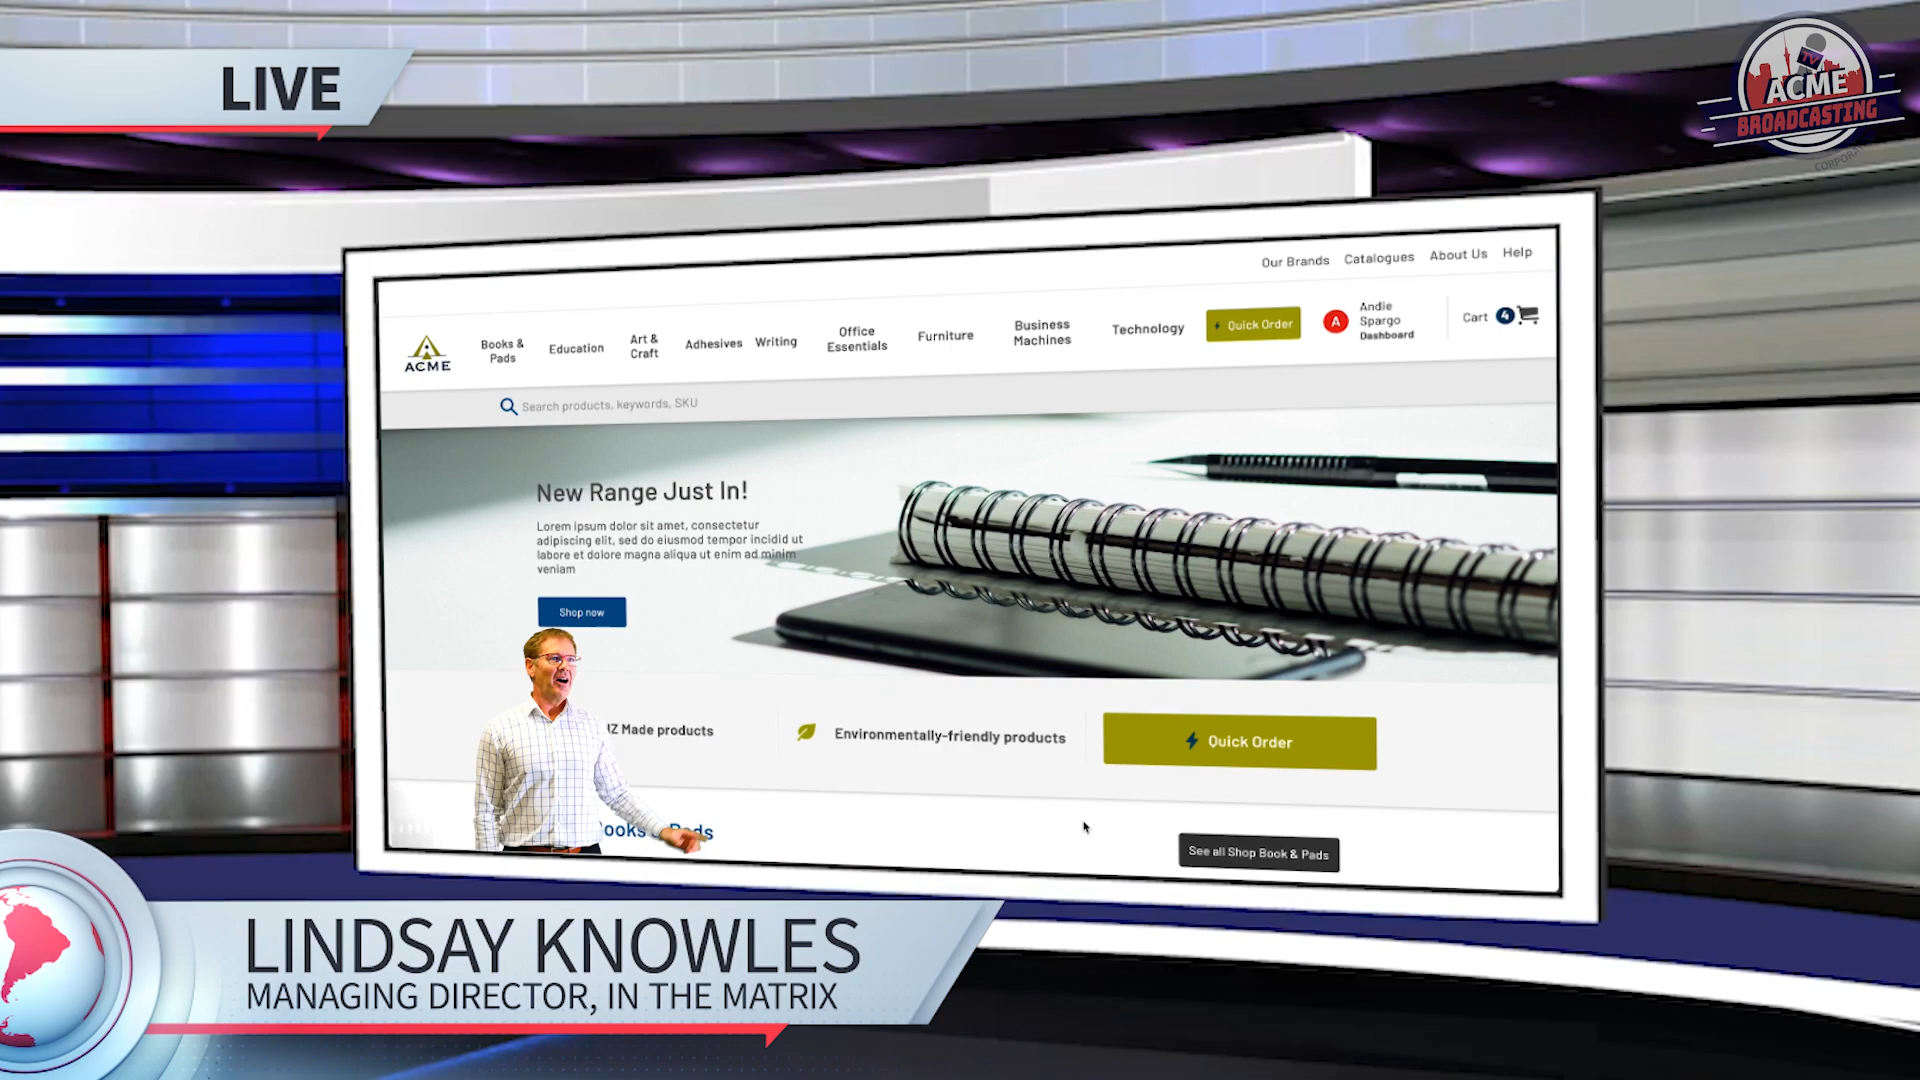 LIVE
TV
ACME
BROADCASTING
Our Brands Catalogues About Us Help
ACME
Books &
Pads
Education
Art &
Craft
Adhesives
Writing
Office
Essentials
Furniture
Business
Machines
Technology
Quick Order
A
Andie
Spargo
Dashboard
Cart 4
Search products, keywords, SKU
New Range Just In!
Lorem ipsum dolor sit amet, consectetur
adipiscing elit, sed do eiusmod tempor incidid ut
labore et dolore magna aliqua ut enim ad minim
veniam
Shop now
Made products
Environmentally-friendly products
Quick Order
See all Shop Book & Pads
LINDSAY KNOWLES
MANAGING DIRECTOR, IN THE MATRIX